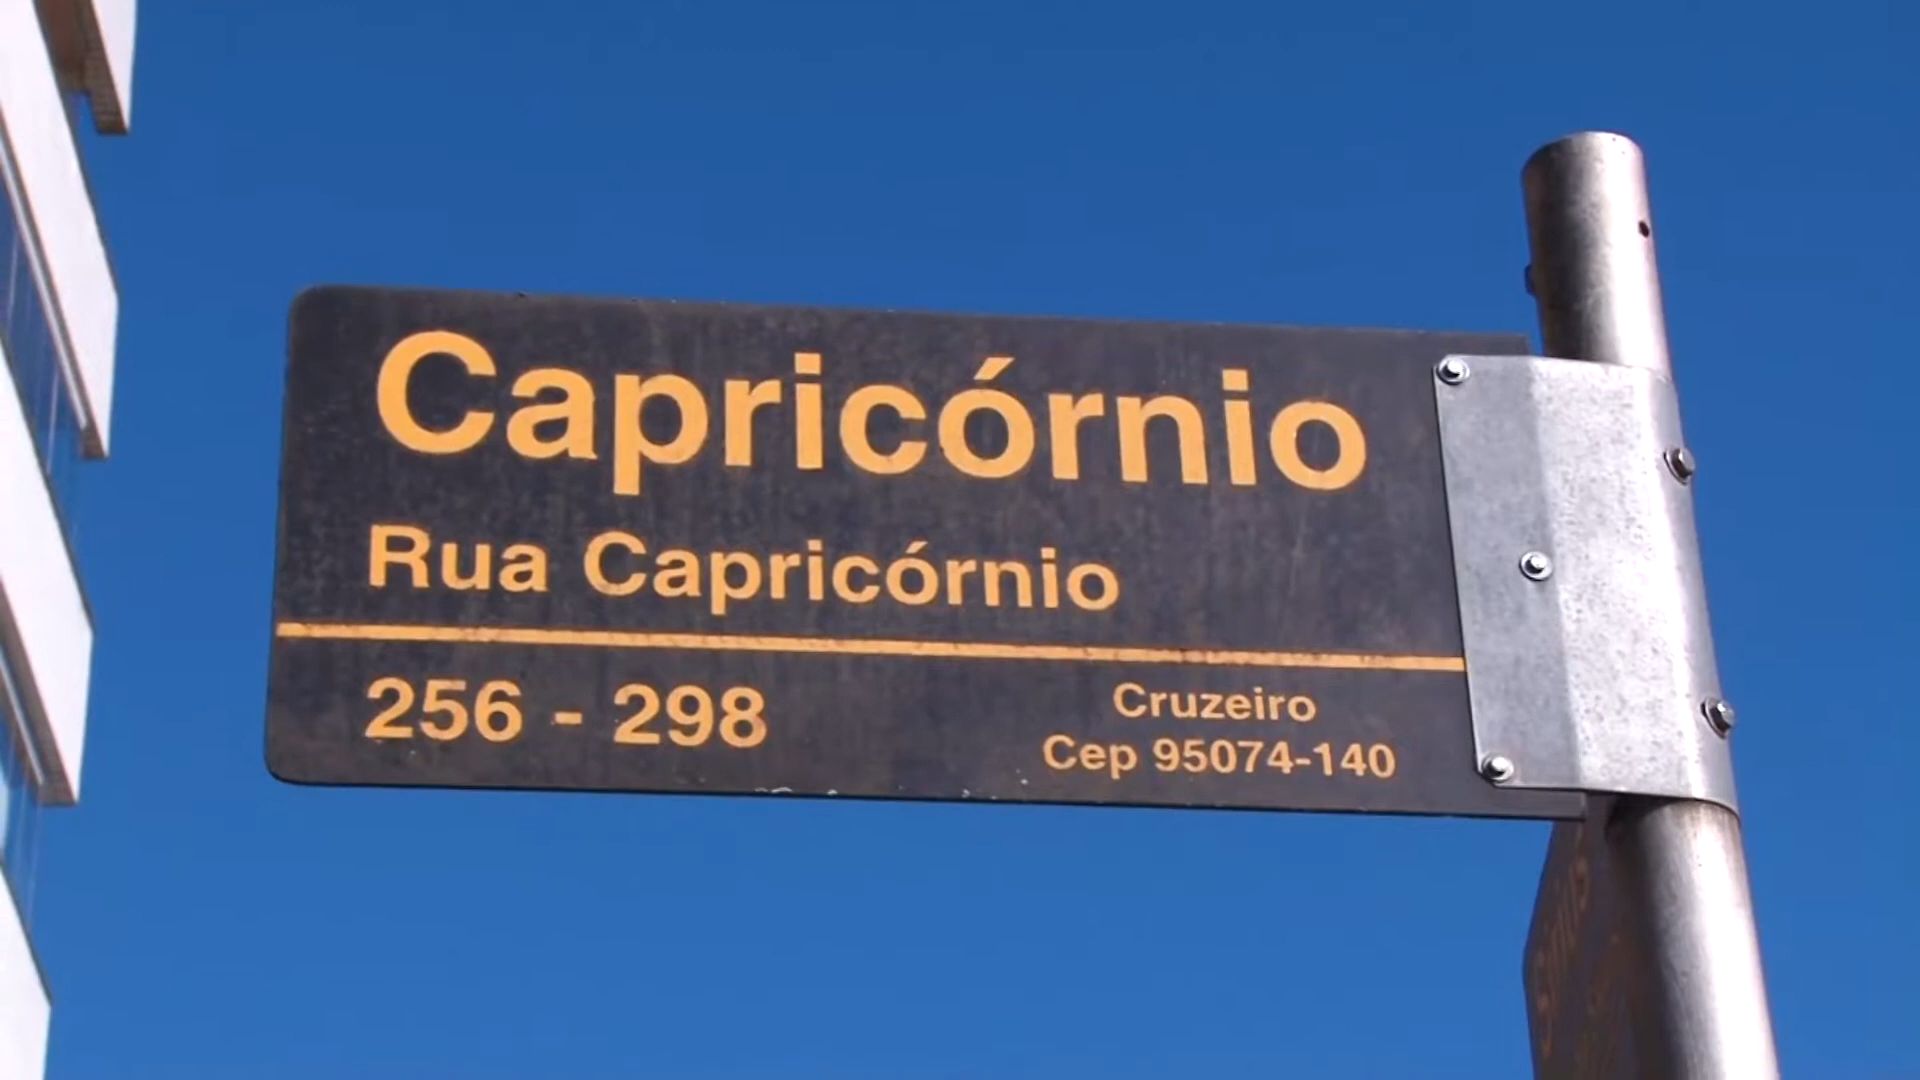 Capricórnio
Rua Capricórnio
256 - 298
Cruzeiro
Cep 95074-140